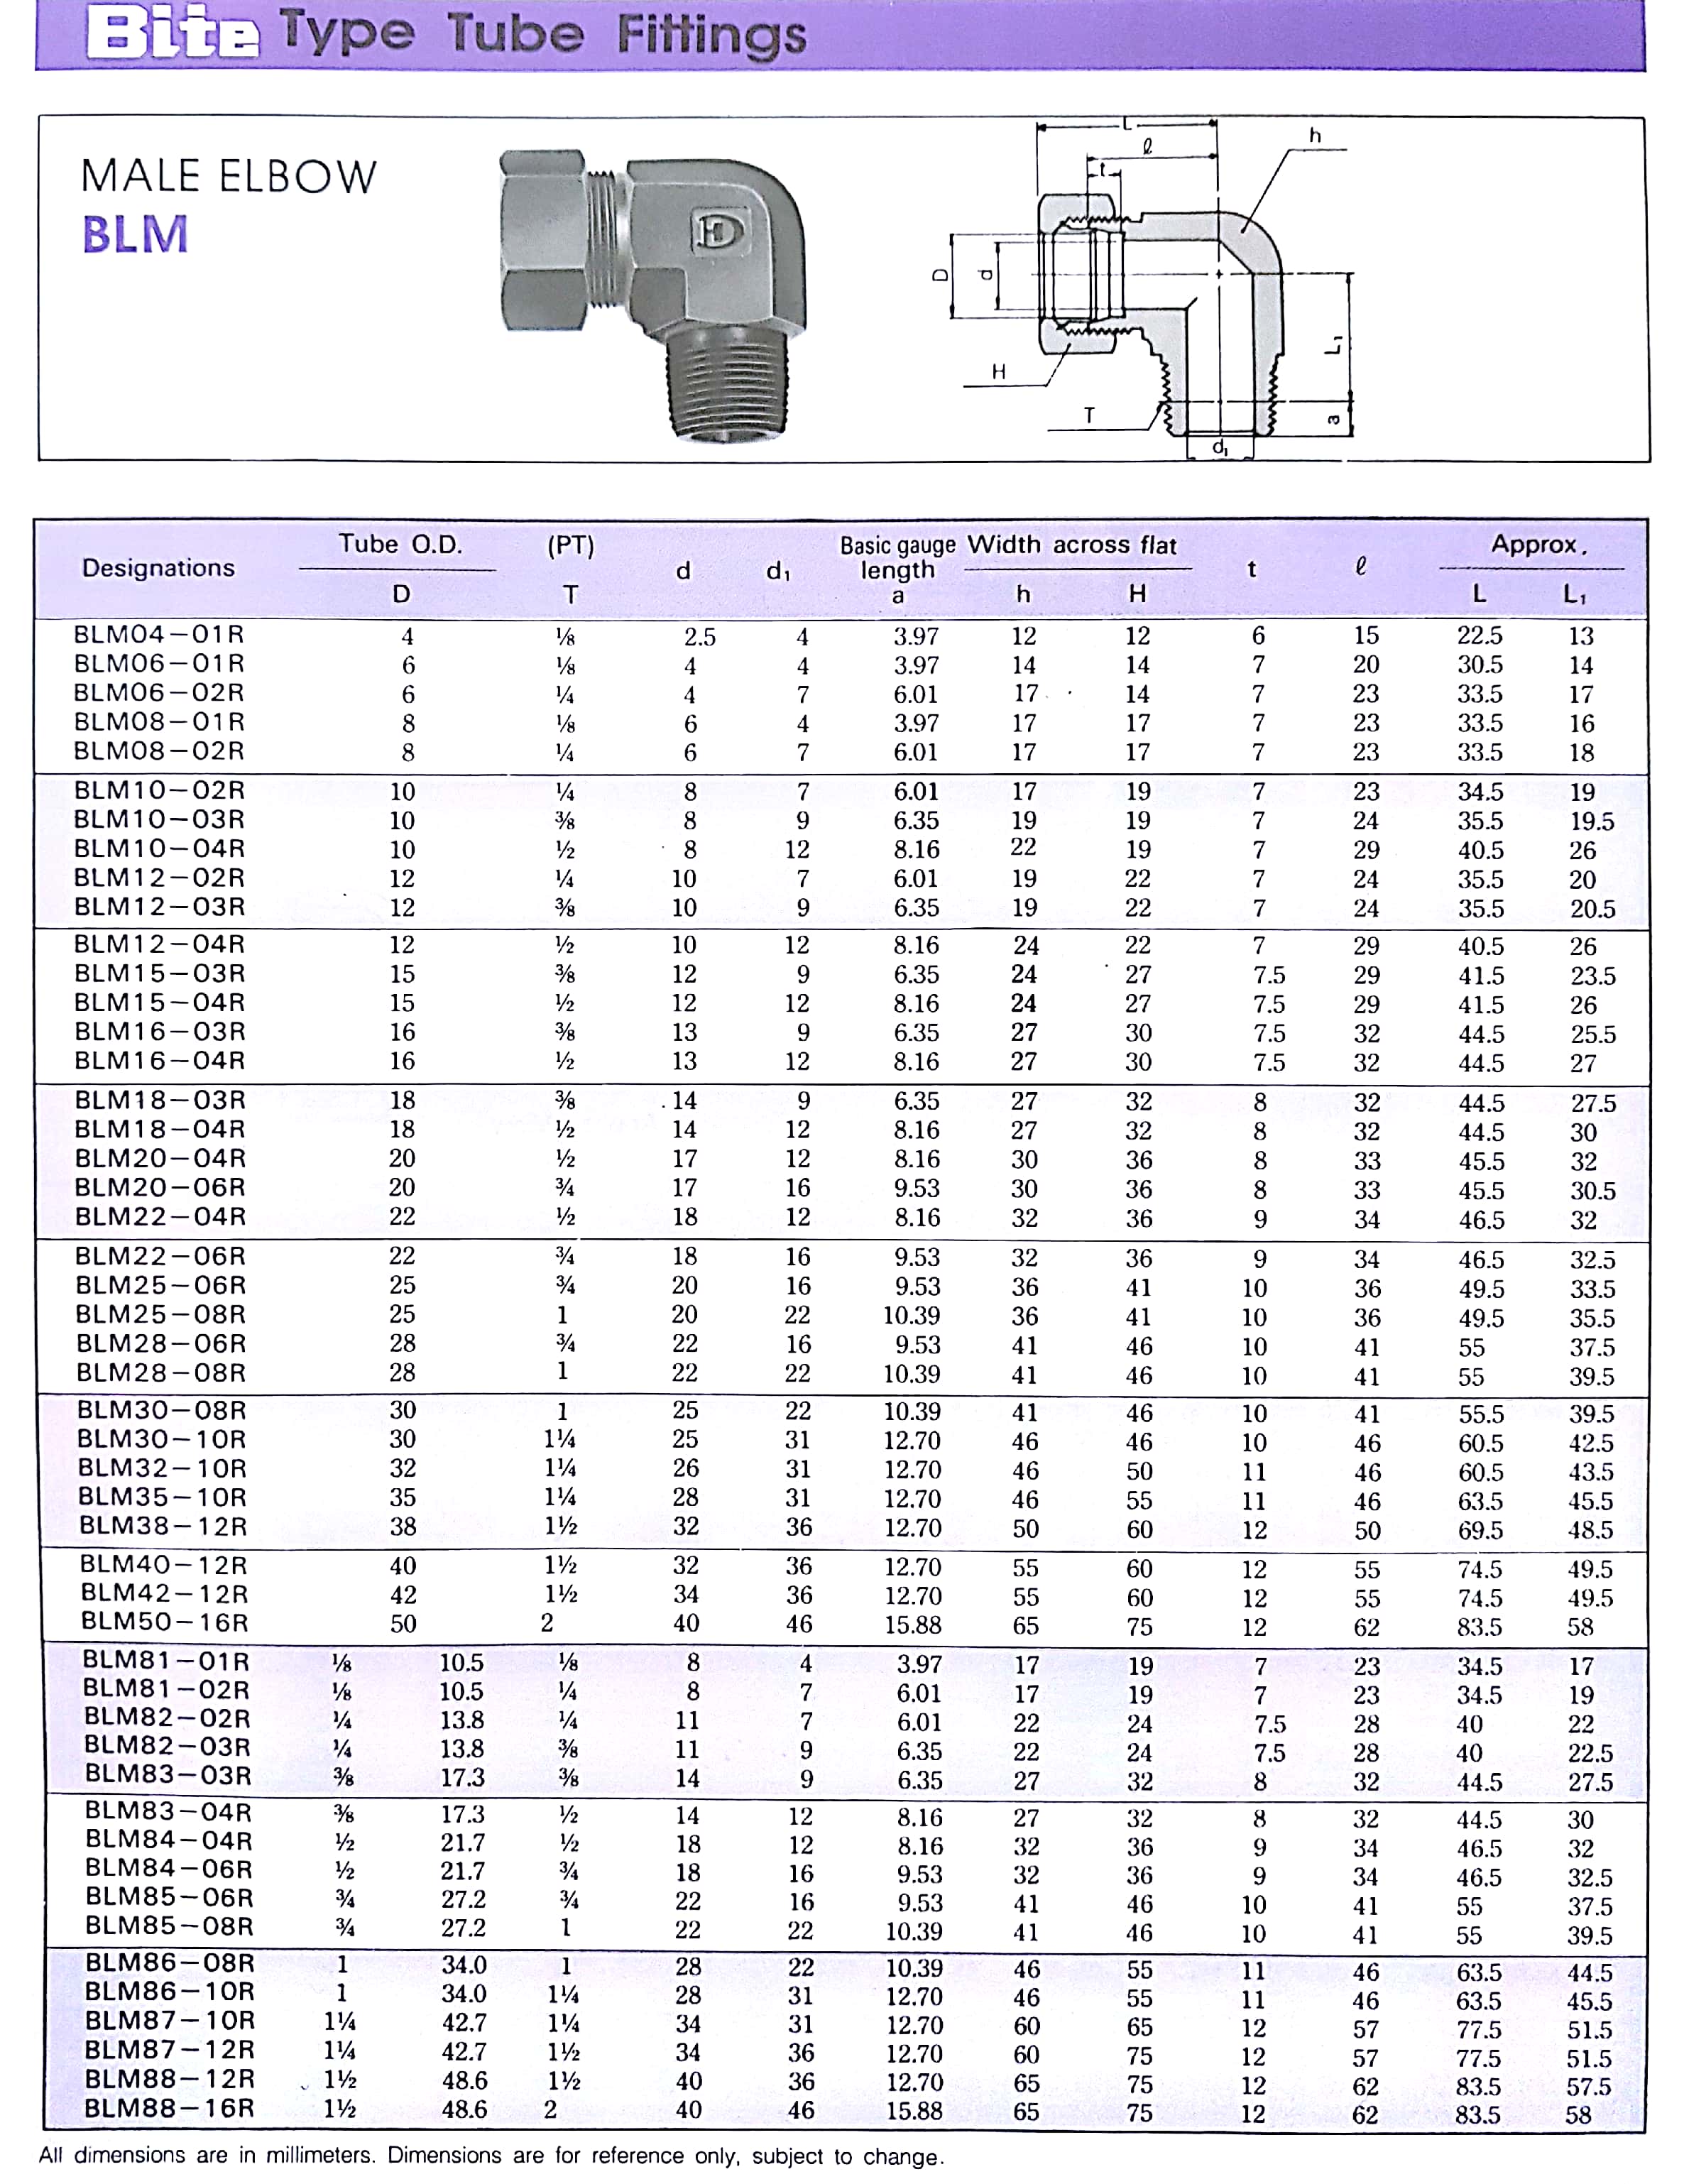 Bite Type Tube Fittings
MALE ELBOW
BLM
L
ℓ
t
h
D
d
H
T
L₁
a
d₁
Designations Tube O.D. D (PT) T d d₁ Basic gauge length a Width across flat h H t ℓ Approx. L L₁
BLM04-01R 4 ⅛ 2.5 4 3.97 12 12 6 15 22.5 13
BLM06-01R 6 ⅛ 4 4 3.97 14 14 7 20 30.5 14
BLM06-02R 6 ¼ 4 7 6.01 17 14 7 23 33.5 17
BLM08-01R 8 ⅛ 6 4 3.97 17 17 7 23 33.5 16
BLM08-02R 8 ¼ 6 7 6.01 17 17 7 23 33.5 18
BLM10-02R 10 ¼ 8 7 6.01 17 19 7 23 34.5 19
BLM10-03R 10 ⅜ 8 9 6.35 19 19 7 24 35.5 19.5
BLM10-04R 10 ½ 8 12 8.16 22 19 7 29 40.5 26
BLM12-02R 12 ¼ 10 7 6.01 19 22 7 24 35.5 20
BLM12-03R 12 ⅜ 10 9 6.35 19 22 7 24 35.5 20.5
BLM12-04R 12 ½ 10 12 8.16 24 22 7 29 40.5 26
BLM15-03R 15 ⅜ 12 9 6.35 24 27 7.5 29 41.5 23.5
BLM15-04R 15 ½ 12 12 8.16 24 27 7.5 29 41.5 26
BLM16-03R 16 ⅜ 13 9 6.35 27 30 7.5 32 44.5 25.5
BLM16-04R 16 ½ 13 12 8.16 27 30 7.5 32 44.5 27
BLM18-03R 18 ⅜ 14 9 6.35 27 32 8 32 44.5 27.5
BLM18-04R 18 ½ 14 12 8.16 27 32 8 32 44.5 30
BLM20-04R 20 ½ 17 12 8.16 30 36 8 33 45.5 32
BLM20-06R 20 ¾ 17 16 9.53 30 36 8 33 45.5 30.5
BLM22-04R 22 ½ 18 12 8.16 32 36 9 34 46.5 32
BLM22-06R 22 ¾ 18 16 9.53 32 36 9 34 46.5 32.5
BLM25-06R 25 ¾ 20 16 9.53 36 41 10 36 49.5 33.5
BLM25-08R 25 1 20 22 10.39 36 41 10 36 49.5 35.5
BLM28-06R 28 ¾ 22 16 9.53 41 46 10 41 55 37.5
BLM28-08R 28 1 22 22 10.39 41 46 10 41 55 39.5
BLM30-08R 30 1 25 22 10.39 41 46 10 41 55.5 39.5
BLM30-10R 30 1¼ 25 31 12.70 46 46 10 46 60.5 42.5
BLM32-10R 32 1¼ 26 31 12.70 46 50 11 46 60.5 43.5
BLM35-10R 35 1¼ 28 31 12.70 46 55 11 46 63.5 45.5
BLM38-12R 38 1½ 32 36 12.70 50 60 12 50 69.5 48.5
BLM40-12R 40 1½ 32 36 12.70 55 60 12 55 74.5 49.5
BLM42-12R 42 1½ 34 36 12.70 55 60 12 55 74.5 49.5
BLM50-16R 50 2 40 46 15.88 65 75 12 62 83.5 58
BLM81-01R ⅛ 10.5 ⅛ 8 4 3.97 17 19 7 23 34.5 17
BLM81-02R ⅛ 10.5 ¼ 8 7 6.01 17 19 7 23 34.5 19
BLM82-02R ¼ 13.8 ¼ 11 7 6.01 22 24 7.5 28 40 22
BLM82-03R ¼ 13.8 ⅜ 11 9 6.35 22 24 7.5 28 40 22.5
BLM83-03R ⅜ 17.3 ⅜ 14 9 6.35 27 32 8 32 44.5 27.5
BLM83-04R ⅜ 17.3 ½ 14 12 8.16 27 32 8 32 44.5 30
BLM84-04R ½ 21.7 ½ 18 12 8.16 32 36 9 34 46.5 32
BLM84-06R ½ 21.7 ¾ 18 16 9.53 32 36 9 34 46.5 32.5
BLM85-06R ¾ 27.2 ¾ 22 16 9.53 41 46 10 41 55 37.5
BLM85-08R ¾ 27.2 1 22 22 10.39 41 46 10 41 55 39.5
BLM86-08R 1 34.0 1 28 22 10.39 46 55 11 46 63.5 44.5
BLM86-10R 1 34.0 1¼ 28 31 12.70 46 55 11 46 63.5 45.5
BLM87-10R 1¼ 42.7 1¼ 34 31 12.70 60 65 12 57 77.5 51.5
BLM87-12R 1¼ 42.7 1½ 34 36 12.70 60 75 12 57 77.5 51.5
BLM88-12R 1½ 48.6 1½ 40 36 12.70 65 75 12 62 83.5 57.5
BLM88-16R 1½ 48.6 2 40 46 15.88 65 75 12 62 83.5 58
All dimensions are in millimeters. Dimensions are for reference only, subject to change.